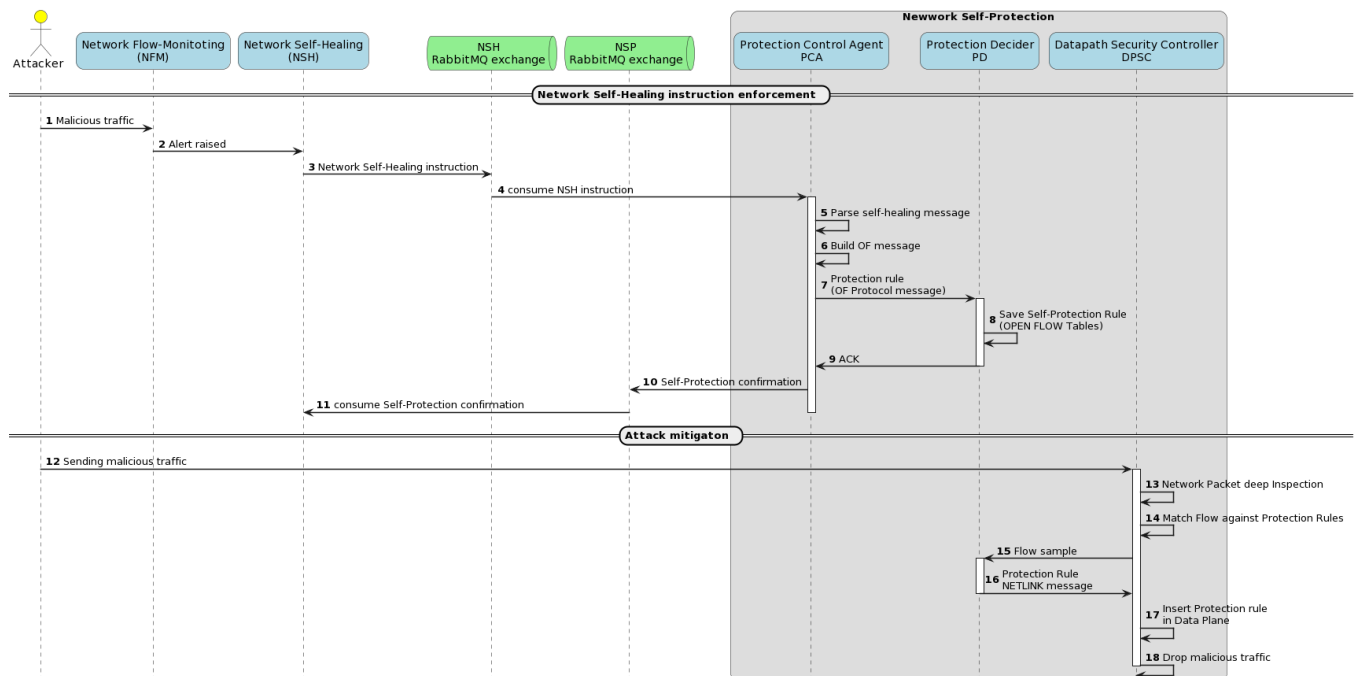 Newwork Self-Protection
Attacker
Network Flow-Monitoting
(NFM)
Network Self-Healing
(NSH)
NSH
RabbitMQ exchange
NSP
RabbitMQ exchange
Protection Control Agent
PCA
Protection Decider
PD
Datapath Security Controller
DPSC
Network Self-Healing instruction enforcement
1 Malicious traffic
2 Alert raised
3 Network Self-Healing instruction
4 consume NSH instruction
5 Parse self-healing message
6 Build OF message
7 Protection rule
(OF Protocol message)
8 Save Self-Protection Rule
(OPEN FLOW Tables)
9 ACK
10 Self-Protection confirmation
11 consume Self-Protection confirmation
Attack mitigaton
12 Sending malicious traffic
13 Network Packet deep Inspection
14 Match Flow against Protection Rules
15 Flow sample
16 Protection Rule
NETLINK message
17 Insert Protection rule
in Data Plane
18 Drop malicious traffic